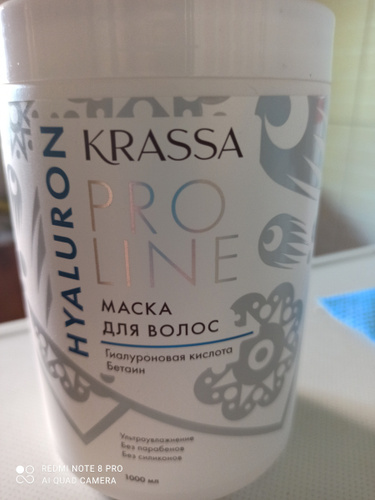 HYALURON
KRASSA
PRO
LINE
МАСКА
ДЛЯ ВОЛОС
Гиалуроновая кислота
Бетаин
Ультраувлажнение
Без парабенов
Без силиконов
1000 мл
REDMI NOTE 8 PRO
AI QUAD CAMERA